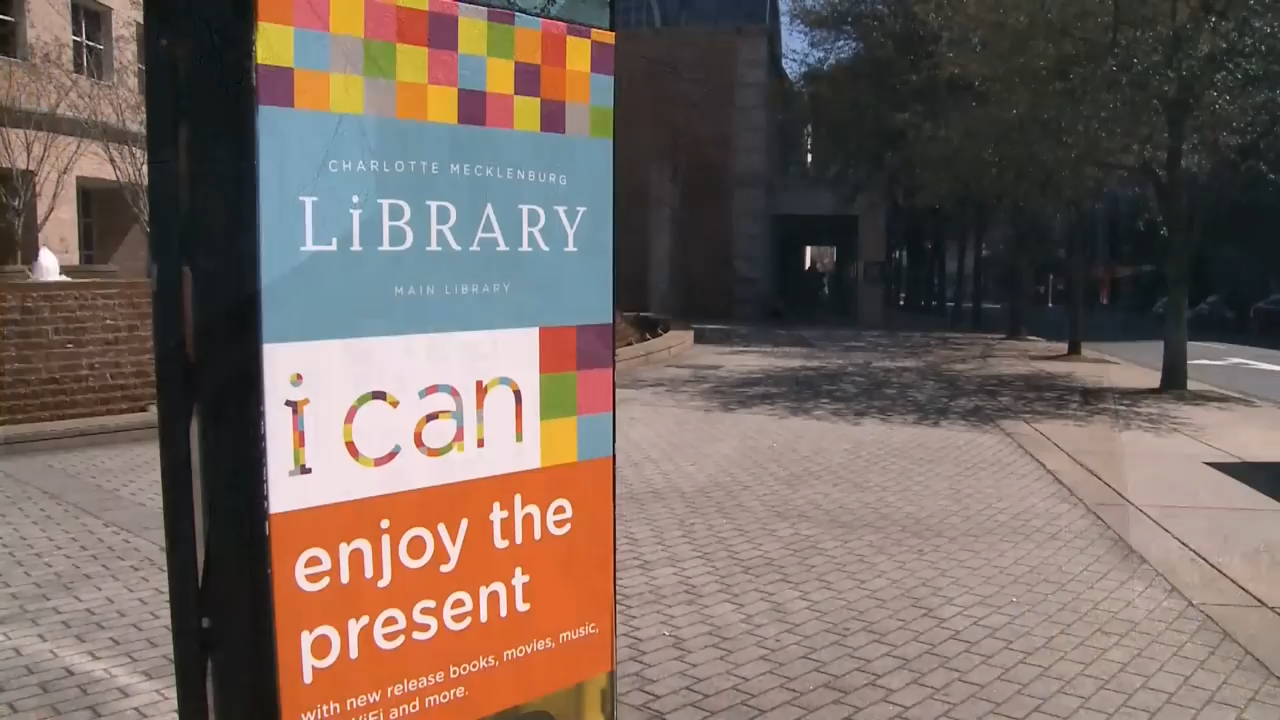 CHARLOTTE MECKLENBURG
LiBRARY
MAIN LIBRARY
i can
enjoy the
present
with new release books, movies, music,
WiFi and more.